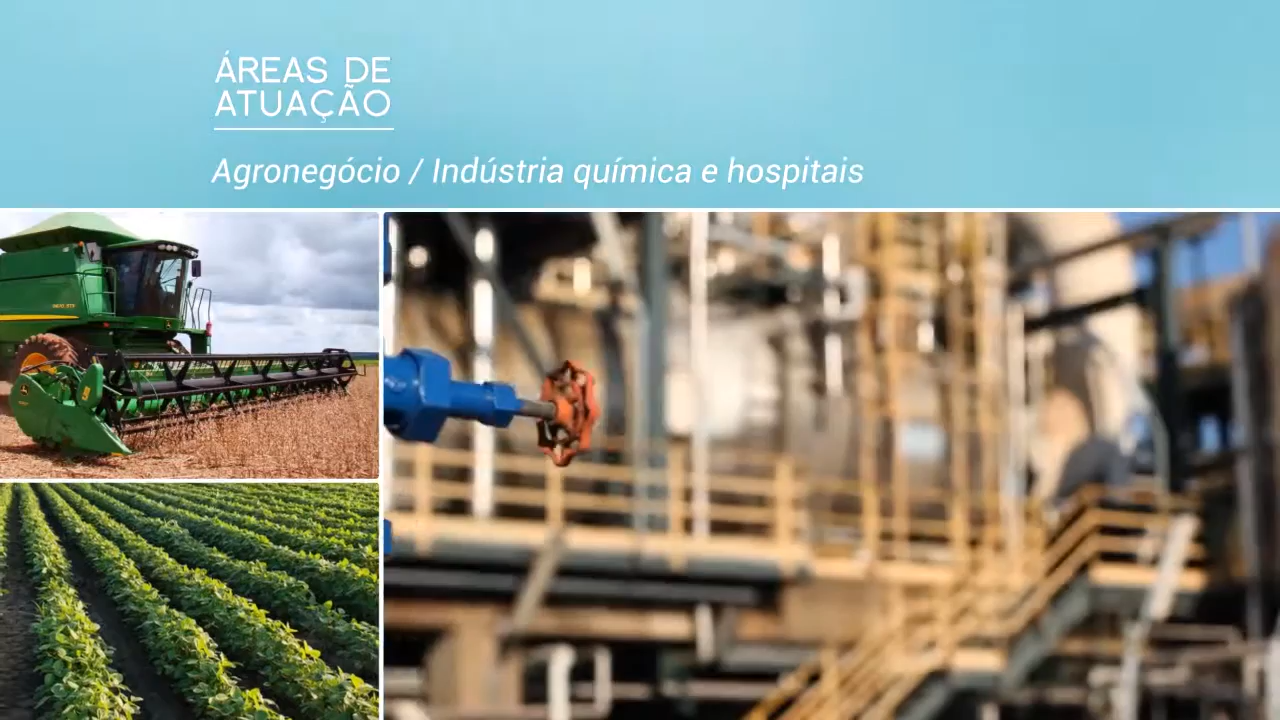 ÁREAS DE
ATUAÇÃO
Agronegócio / Indústria química e hospitais